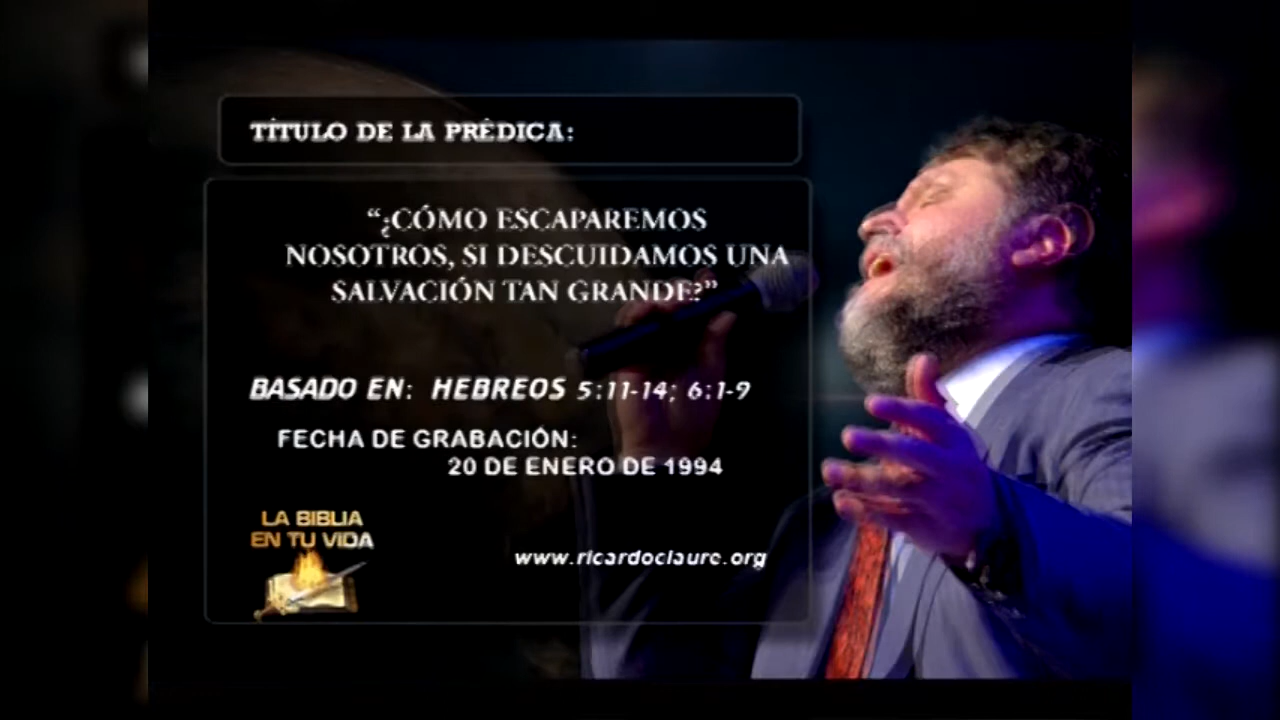 TÍTULO DE LA PRÉDICA:
“¿CÓMO ESCAPAREMOS
NOSOTROS, SI DESCUIDAMOS UNA
SALVACIÓN TAN GRANDE?”
BASADO EN: HEBREOS 5:11-14; 6:1-9
FECHA DE GRABACIÓN:
20 DE ENERO DE 1994
LA BIBLIA
EN TU VIDA
www.ricardoclaure.org